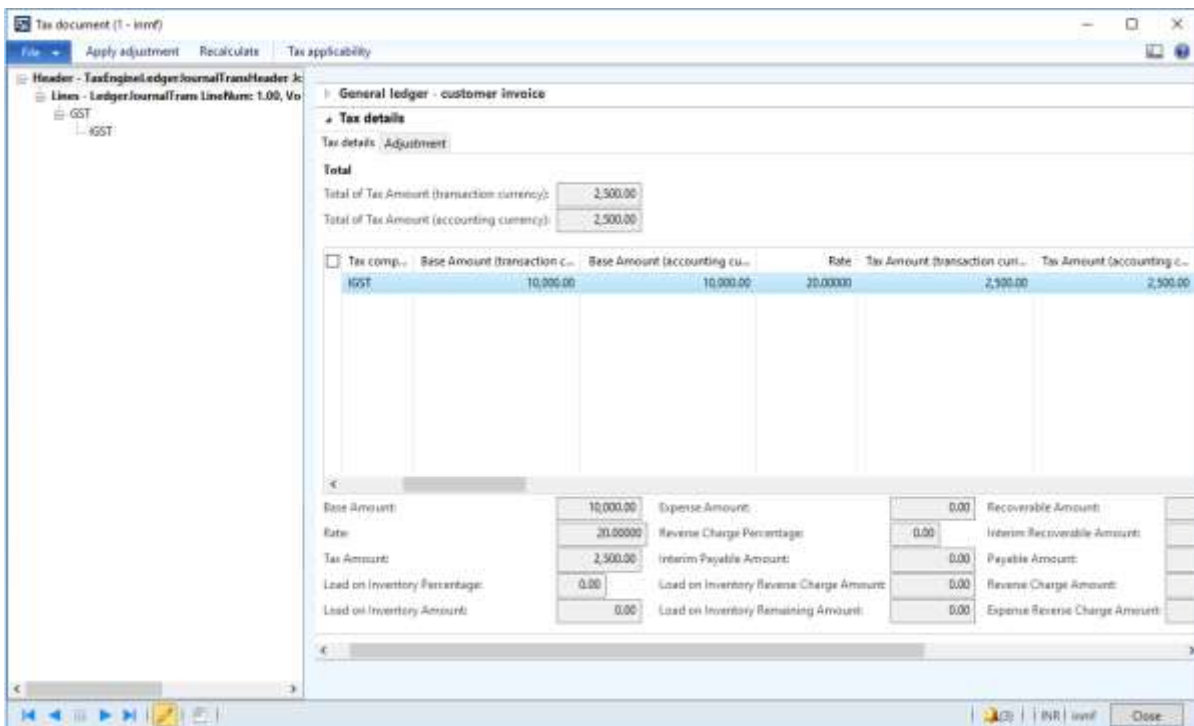 Tax document (1 - inmf)
File Apply adjustment Recalculate Tax applicability
Header - TaxEngineLedgerJournalTransHeader Jc
Lines - LedgerJournalTrans LineNum: 1.00, Vo
GST
IGST
General ledger - customer invoice
Tax details
Tax details Adjustment
Total
Total of Tax Amount (transaction currency): 2,500.00
Total of Tax Amount (accounting currency): 2,500.00
Tax comp... Base Amount (transaction c... Base Amount (accounting cu... Rate Tax Amount (transaction curr... Tax Amount (accounting c...
IGST 10,000.00 10,000.00 20.00000 2,500.00 2,500.00
Base Amount: 10,000.00 Expense Amount: 0.00 Recoverable Amount:
Rate: 20.00000 Reverse Charge Percentage: 0.00 Interim Recoverable Amount:
Tax Amount: 2,500.00 Interim Payable Amount: 0.00 Payable Amount:
Load on Inventory Percentage: 0.00 Load on Inventory Reverse Charge Amount: 0.00 Reverse Charge Amount:
Load on Inventory Amount: 0.00 Load on Inventory Remaining Amount: 0.00 Expense Reverse Charge Amount:
(3) INR inmf Close